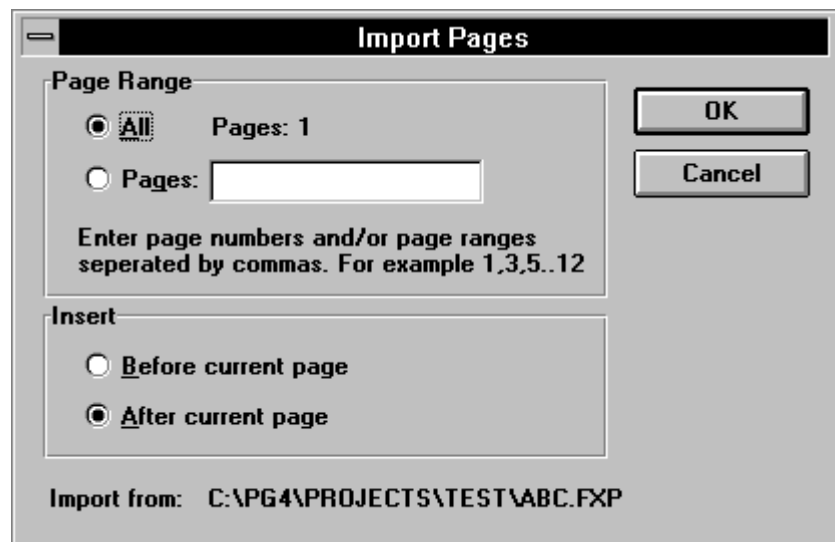 Import Pages
Page Range
All Pages: 1
Pages:
Enter page numbers and/or page ranges
seperated by commas. For example 1,3,5..12
OK
Cancel
Insert
Before current page
After current page
Import from: C:\PG4\PROJECTS\TEST\ABC.FXP